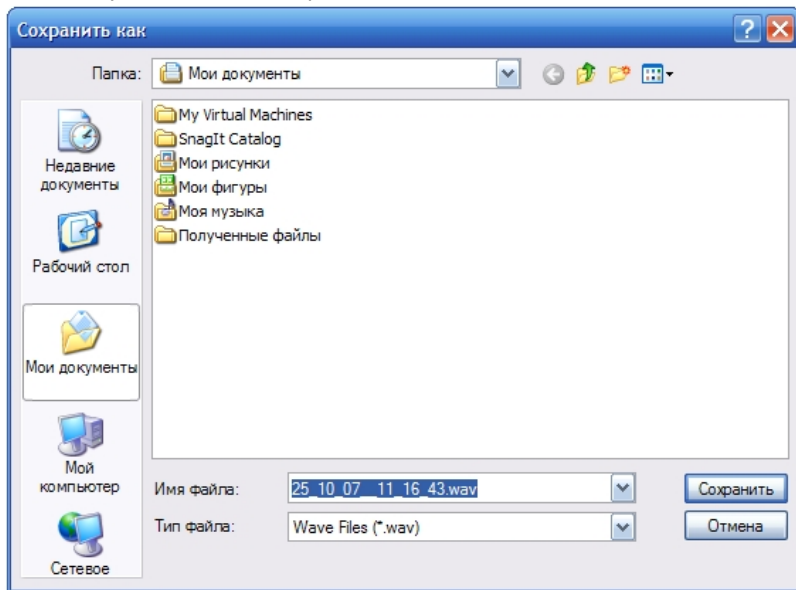 Сохранить как
Папка:
Мои документы
My Virtual Machines
SnagIt Catalog
Мои рисунки
Мои фигуры
Моя музыка
Полученные файлы
Недавние
документы
Рабочий стол
Мои документы
Мой
компьютер
Сетевое
Имя файла:
25_10_07__11_16_43.wav
Сохранить
Тип файла:
Wave Files (*.wav)
Отмена